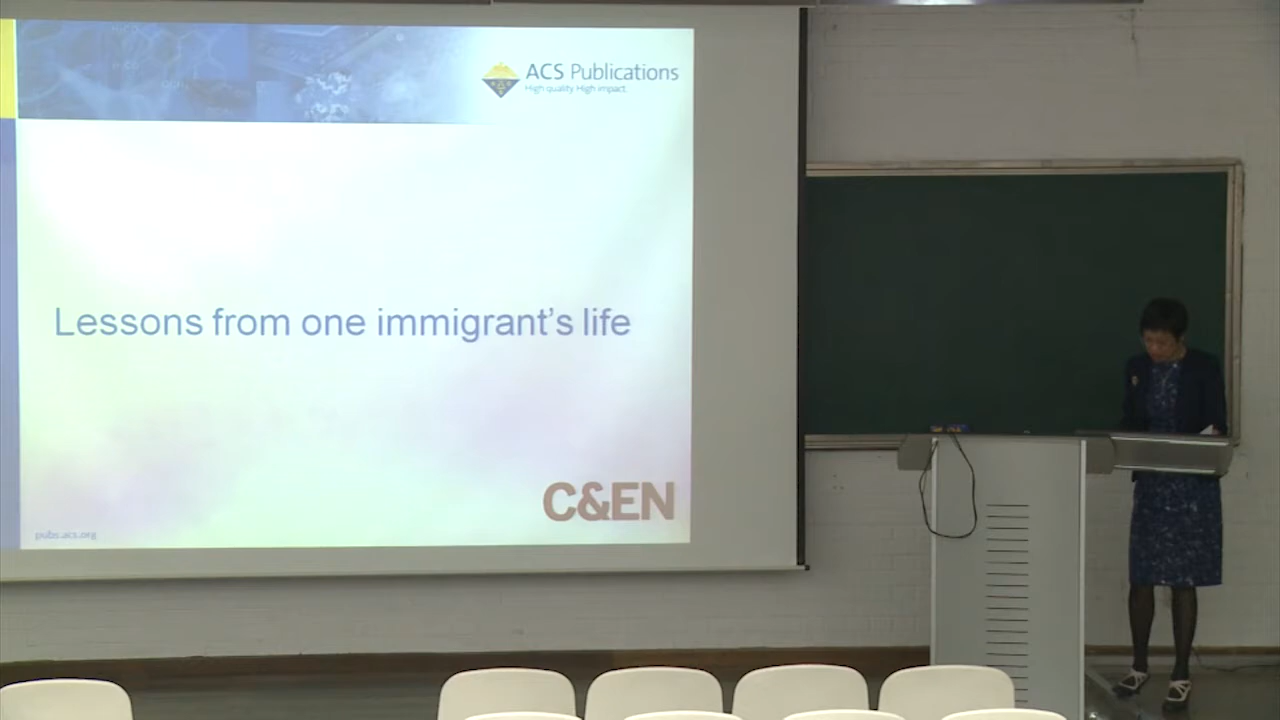 ACS Publications
High quality. High impact.
Lessons from one immigrant's life
C&EN
pubs.acs.org